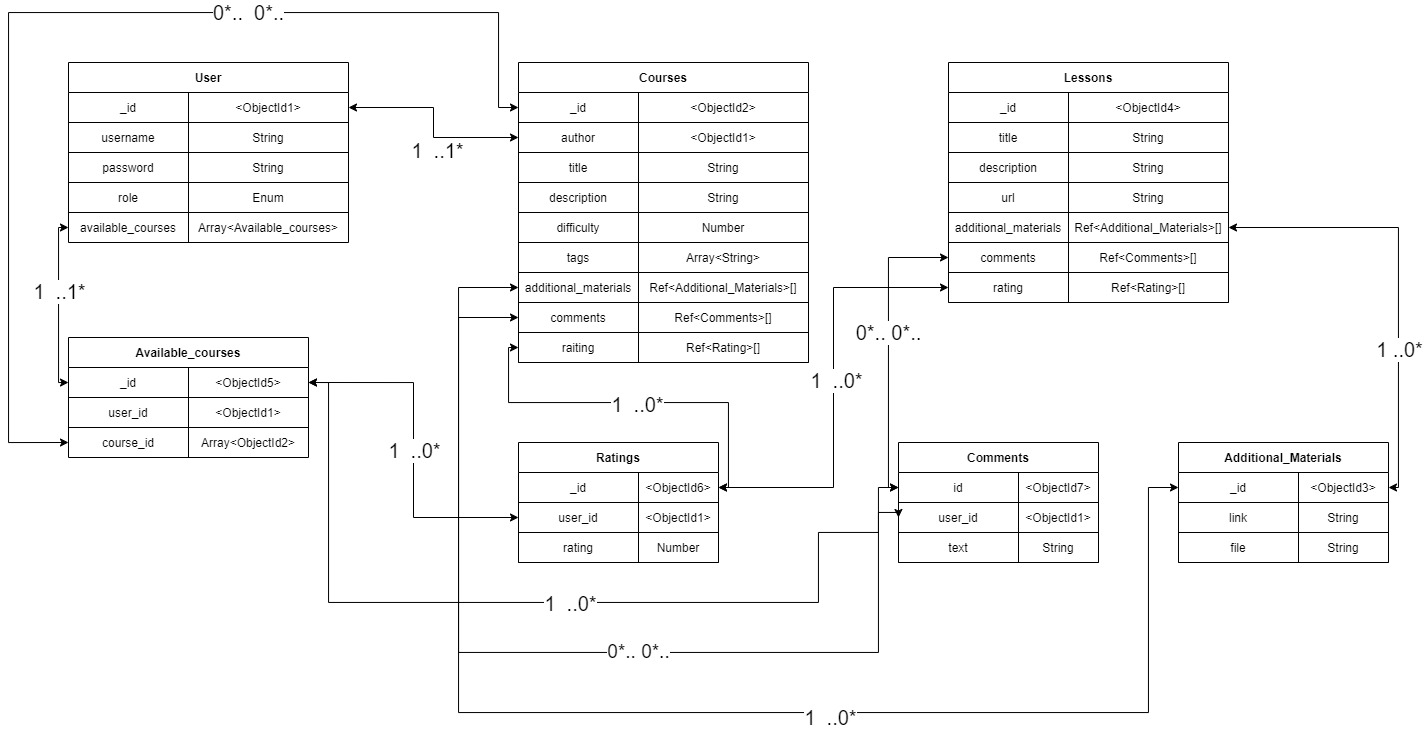 0*.. 0*..
User
_id <ObjectId1>
username String
password String
role Enum
available_courses Array<Available_courses>
1 ..1*
Courses
_id <ObjectId2>
author <ObjectId1>
title String
description String
difficulty Number
tags Array<String>
additional_materials Ref<Additional_Materials>[]
comments Ref<Comments>[]
raiting Ref<Rating>[]
Lessons
_id <ObjectId4>
title String
description String
url String
additional_materials Ref<Additional_Materials>[]
comments Ref<Comments>[]
rating Ref<Rating>[]
1 ..1*
0*.. 0*..
1 ..0*
1 ..0*
1 ..0*
Available_courses
_id <ObjectId5>
user_id <ObjectId1>
course_id Array<ObjectId2>
1 ..0*
Ratings
_id <ObjectId6>
user_id <ObjectId1>
rating Number
Comments
id <ObjectId7>
user_id <ObjectId1>
text String
Additional_Materials
_id <ObjectId3>
link String
file String
1 ..0*
0*.. 0*..
1 ..0*